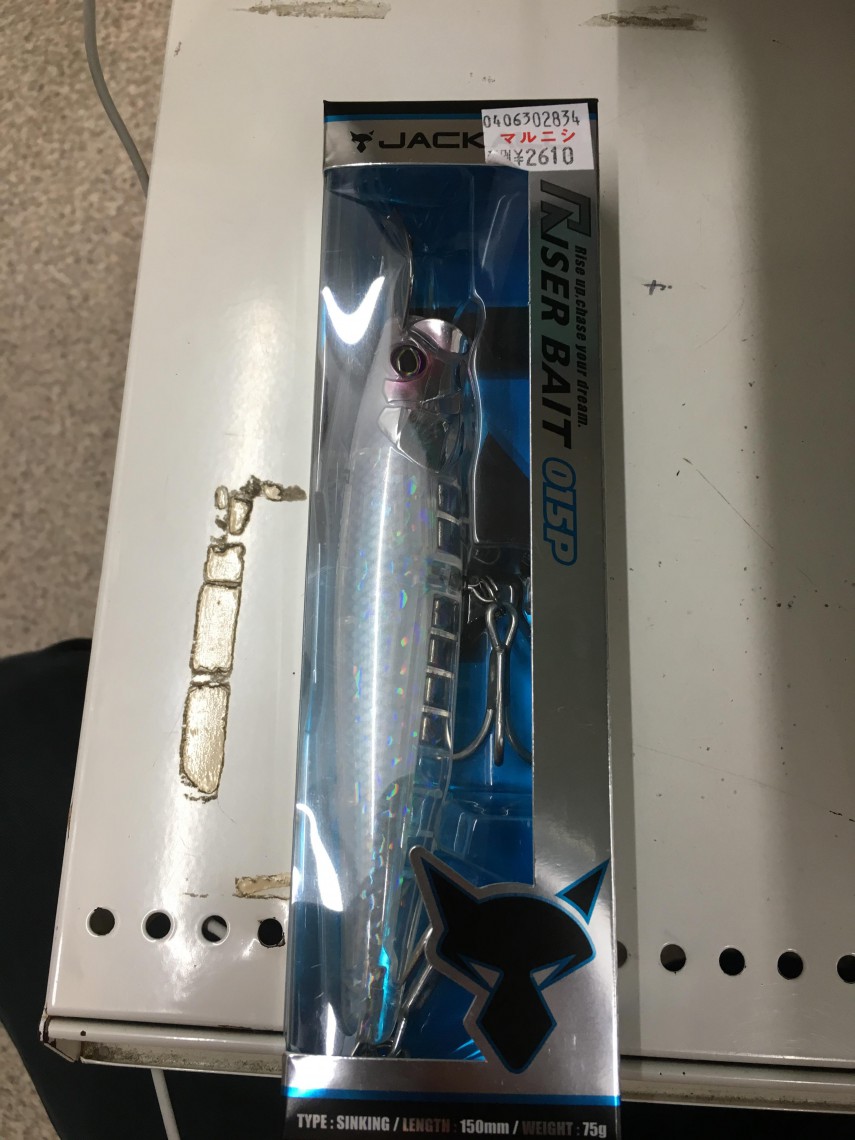 0406302834
マルニシ
¥2610
JACK
RISER BAIT 015P
Rise up, chase your dream.
TYPE : SINKING / LENGTH : 150mm / WEIGHT : 75g